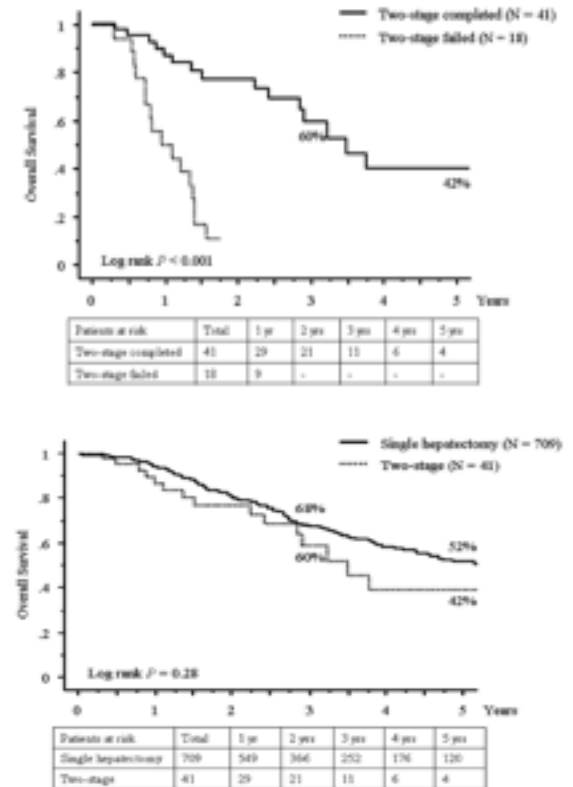 Two-stage completed (N = 41)
Two-stage failed (N = 18)
Overall Survival
1
.8
.6
.4
.2
0
60%
42%
Log rank P < 0.001
0 1 2 3 4 5 Years
Patients at risk Total 1 yr 2 yrs 3 yrs 4 yrs 5 yrs
Two-stage completed 41 29 21 11 6 4
Two-stage failed 18 9 - - - -
Single hepatectomy (N = 709)
Two-stage (N = 41)
Overall Survival
1
.8
.6
.4
.2
0
68%
60%
52%
42%
Log rank P = 0.28
0 1 2 3 4 5 Years
Patients at risk Total 1 yr 2 yrs 3 yrs 4 yrs 5 yrs
Single hepatectomy 709 549 366 252 176 120
Two-stage 41 29 21 11 6 4